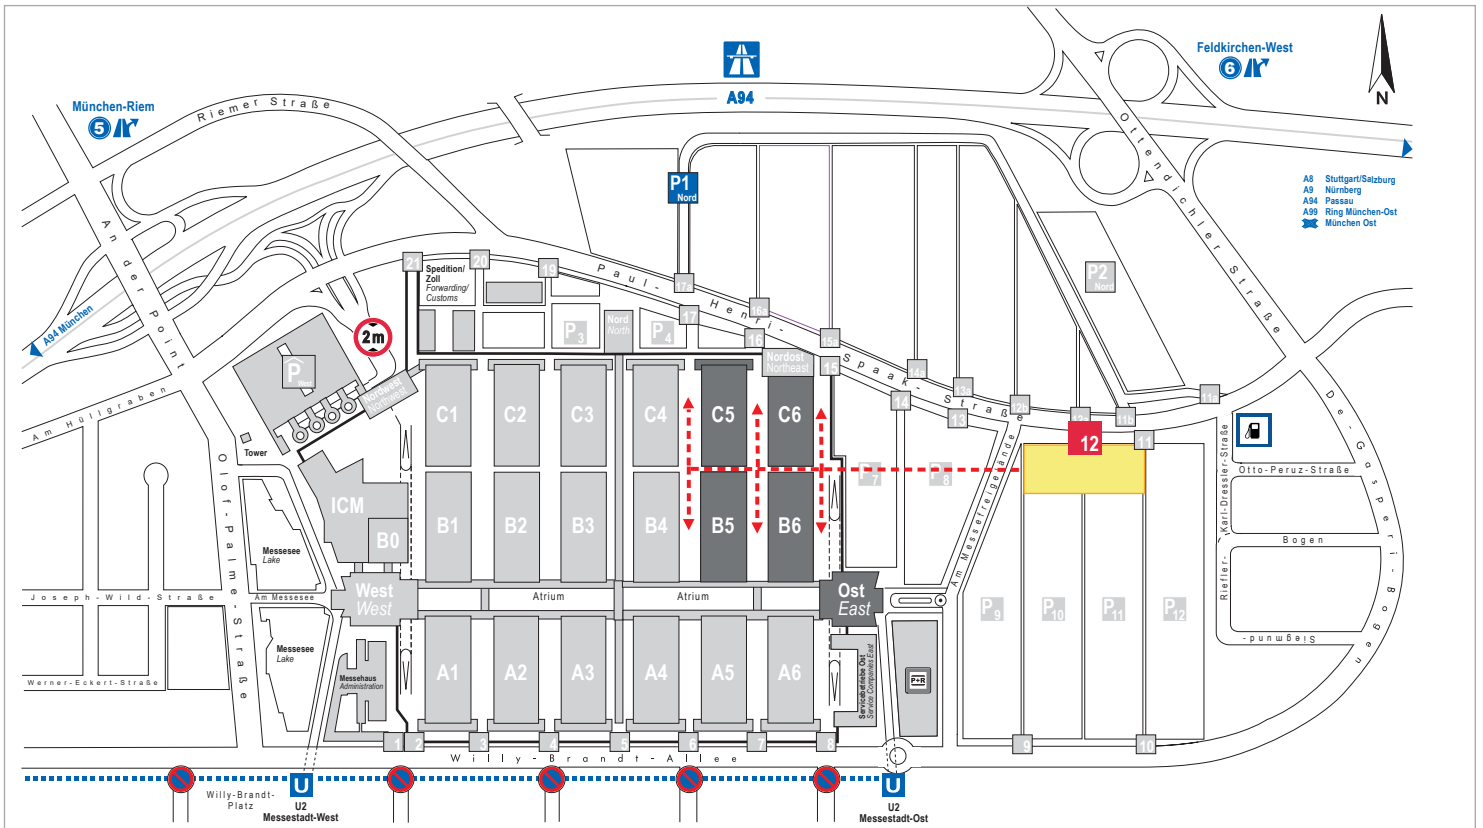 Feldkirchen-West
6
N
A94
München-Riem
5
Riemer Straße
Ottendichler Straße
A8 Stuttgart/Salzburg
A9 Nürnberg
A94 Passau
A99 Ring München-Ost
München Ost
P1
Nord
An der Point
21
Spedition/
Zoll
Forwarding/
Customs
20
19
Paul-Henri-Spaak-Straße
17a
16a
15a
14a
13a
12b
12a
11b
11a
P2
Nord
A94 München
2m
P
West
Nordwest
Northwest
P3
Nord
North
P4
17
16
Nordost
Northeast
15
14
13
12
11
Am Hüllgraben
Tower
C1
C2
C3
C4
C5
C6
P7
P8
Am Messefreigelände
Riefler-
Karl-Dressler-Straße
Otto-Peruz-Straße
De-Gasperi-Bogen
Bogen
Siegmund-
Olof-Palme-Straße
ICM
B0
B1
B2
B3
B4
B5
B6
Messesee
Lake
Joseph-Wild-Straße
Am Messesee
West
West
Atrium
Atrium
Ost
East
P9
P10
P11
P12
Messesee
Lake
Werner-Eckert-Straße
Messehaus
Administration
A1
A2
A3
A4
A5
A6
Servicebetriebe Ost
Service Companies East
P+R
1
2
3
4
5
6
7
8
9
10
Willy-Brandt-Allee
Willy-Brandt-
Platz
U
U2
Messestadt-West
U
U2
Messestadt-Ost